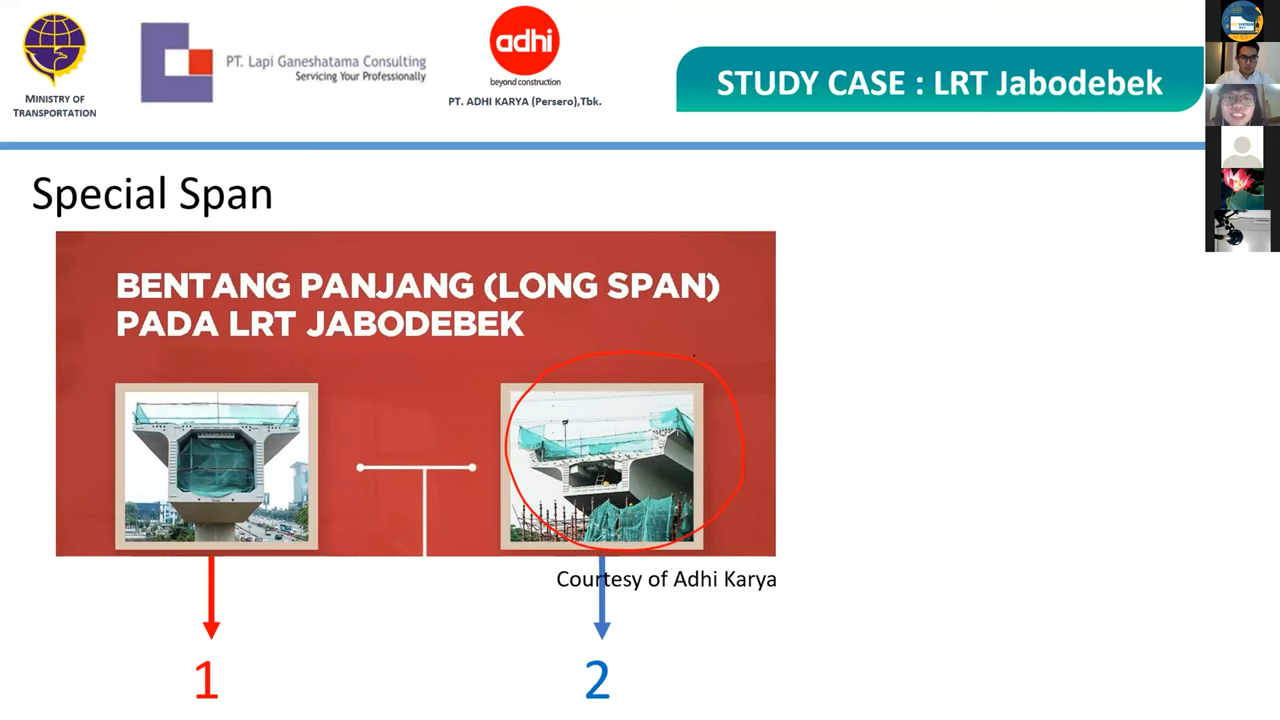 MINISTRY OF
TRANSPORTATION
PT. Lapi Ganeshatama Consulting
Servicing Your Professionally
adhi
beyond construction
PT. ADHI KARYA (Persero),Tbk.
STUDY CASE : LRT Jabodebek
Special Span
BENTANG PANJANG (LONG SPAN)
PADA LRT JABODEBEK
Courtesy of Adhi Karya
1
2